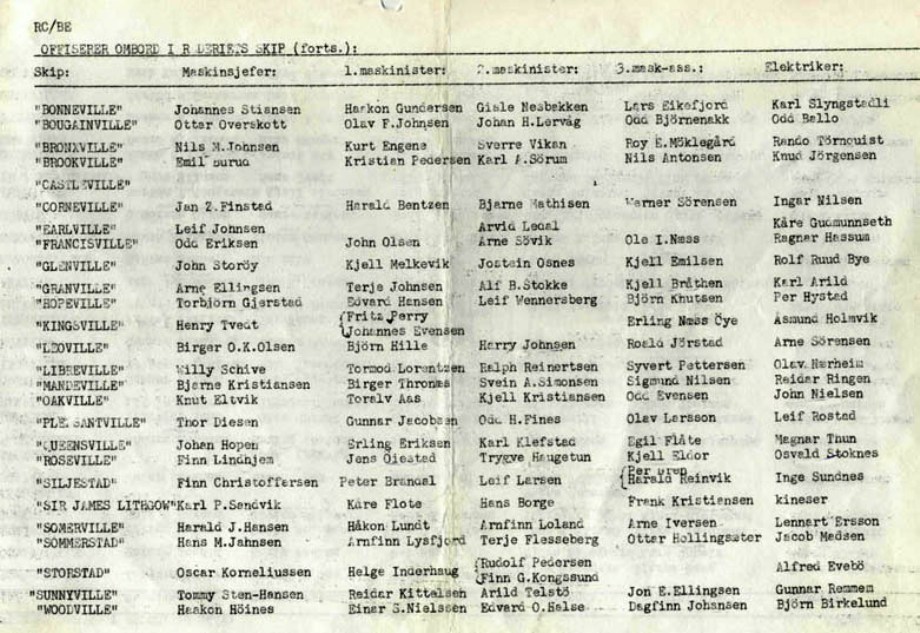 RC/BE
OFFISERER OMBORD I R DERIETS SKIP (forts.):
Skip: Maskinsjefer: 1.maskinister: 2.maskinister: 3.mask-ass.: Elektriker:
"BONNEVILLE" Johannes Stiansen Haakon Gundersen Gisle Nesbakken Lars Eikefjord Karl Slyngstadli
"BOUGAINVILLE" Ottar Overskott Olav F.Johnsen Johan H.Lervåg Odd Björnenakk Odd Ballo
"BRONXVILLE" Nils M.Johnsen Kurt Engene Sverre Vikan Roy E.Möklegård Rando Törnquist
"BROOKVILLE" Emil Surud Kristian Pedersen Karl A.Sörum Nils Antonsen Knud Jörgensen
"CASTLEVILLE"
"CORNEVILLE" Jan Z.Finstad Harald Bentzen Bjarne Mathisen Werner Sörensen Ingar Nilsen
"EARLVILLE" Leif Johnsen Arvid Ledal Kåre Gudmunnseth
"FRANCISVILLE" Odd Eriksen John Olsen Arne Sövik Ole I.Næss Ragnar Hassum
"GLENVILLE" John Storöy Kjell Melkevik Jostein Osnes Kjell Emilsen Rolf Ruud Bye
"GRANVILLE" Arne Ellingsen Terje Johnsen Alf B.Stokke Kjell Bråthen Karl Arild
"HOPEVILLE" Torbjörn Gjerstad Edvard Hansen Leif Wennersberg Björn Khutsen Per Hystad
"KINGSVILLE" Henry Tvedt (Fritz Perry Erling Næss Öye Asmund Holmvik
(Johannes Evensen
"LEOVILLE" Birger O.K.Olsen Björn Hille Harry Johnsen Roald Jörstad Arne Sörensen
"LIBREVILLE" Willy Schive Tormod Lorentzen Ralph Reinertsen Syvert Pettersen Olav Nærheim
"MANDEVILLE" Bjarne Kristiansen Birger Thronæs Svein A.Simonsen Sigmund Nilsen Reidar Ringen
"OAKVILLE" Knut Eltvik Toralv Aas Kjell Kristiansen Odd Evensen John Nielsen
"PLEASANTVILLE" Thor Diesen Gunnar Jacobsen Odd H.Fines Olav Larsson Leif Rostad
"QUEENSVILLE" Johan Hopen Erling Eriksen Karl Klefstad Egil Flåte Magnar Thun
"ROSEVILLE" Finn Lindhjem Jens Öiestad Trygve Haugetun Kjell Eldor Osvald Stoknes
"SILJESTAD" Finn Christoffersen Peter Brandal Leif Larsen (Per Uren Inge Sundnes
(Harald Reinvik
"SIR JAMES LITHGOW" Karl P.Sandvik Kåre Flote Hans Borge Frank Kristiansen kineser
"SOMERVILLE" Harald J.Hansen Håkon Lundt Arnfinn Loland Arne Iversen Lennart Ersson
"SOMMERSTAD" Hans M.Jahnsen Arnfinn Lysfjord Terje Flesseberg Ottar Hollingsæter Jacob Madsen
"STORSTAD" Oscar Korneliussen Helge Inderhaug (Rudolf Pedersen Alfred Evebö
(Finn G.Kongssund
"SUNNYVILLE" Tommy Sten-Hansen Reidar Kittelsen Arild Telstö Jon E.Ellingsen Gunnar Remmem
"WOODVILLE" Haakon Höines Einar S.Nielssen Edvard O.Halse Dagfinn Johansen Björn Birkelund